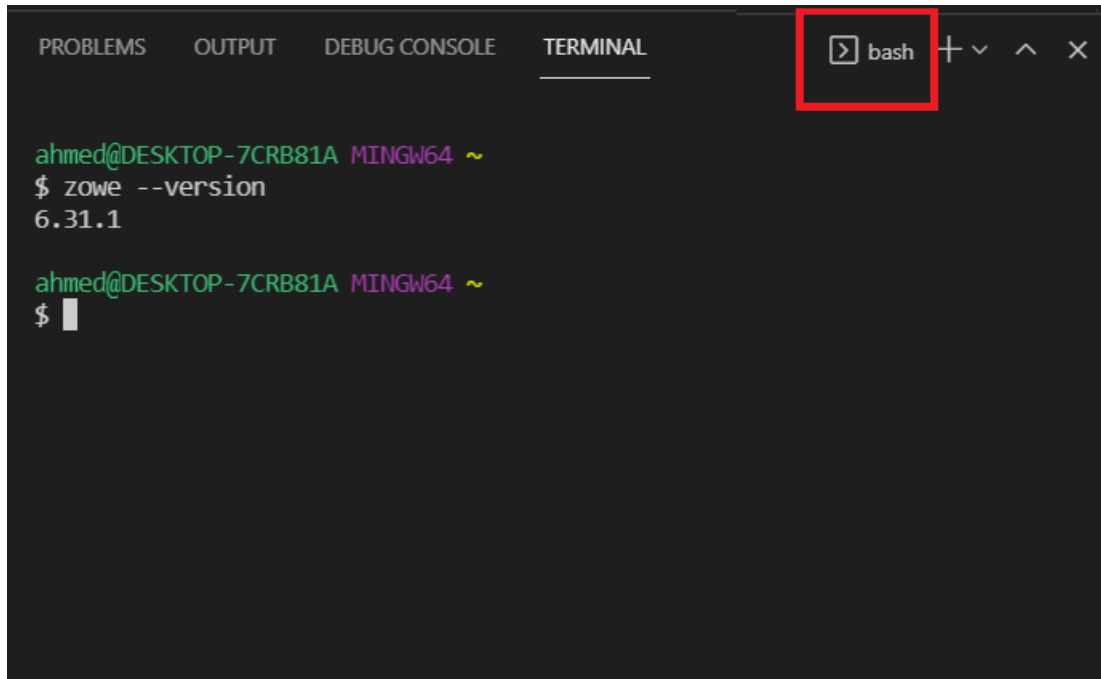 PROBLEMS OUTPUT DEBUG CONSOLE TERMINAL bash
ahmed@DESKTOP-7CRB81A MINGW64 ~
$ zowe --version
6.31.1
ahmed@DESKTOP-7CRB81A MINGW64 ~
$